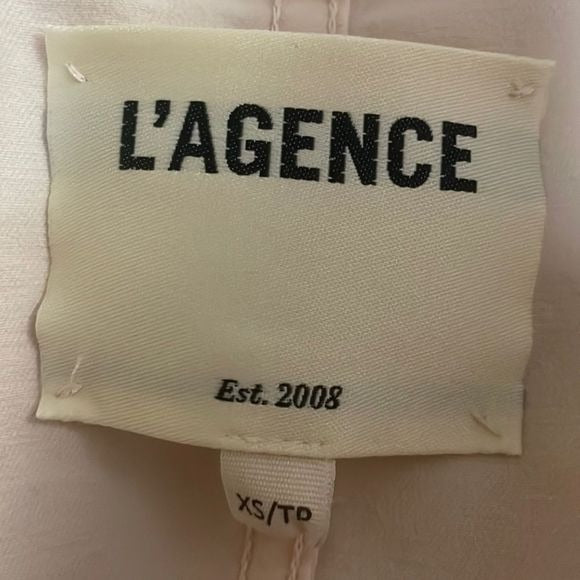 L'AGENCE
Est. 2008
XS/TP